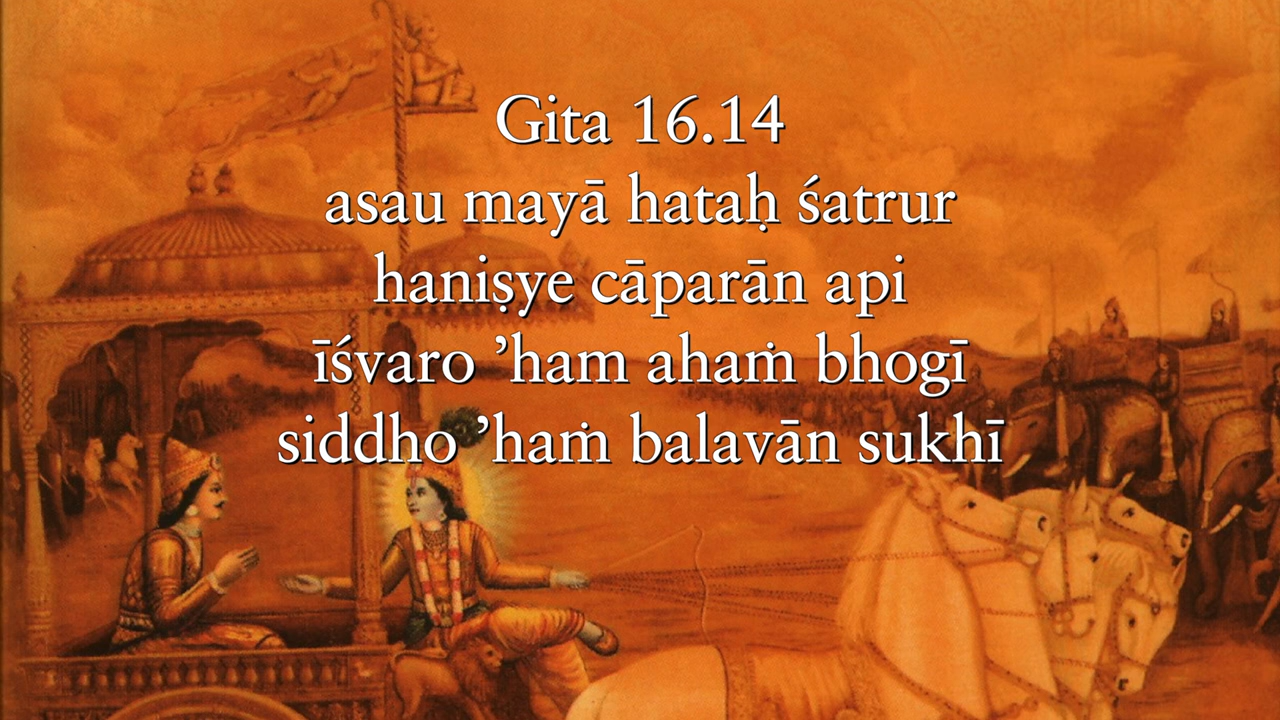 Gita 16.14
asau mayā hataḥ śatrur
haniṣye cāparān api
īśvaro ’ham ahaṁ bhogī
siddho ’haṁ balavān sukhī